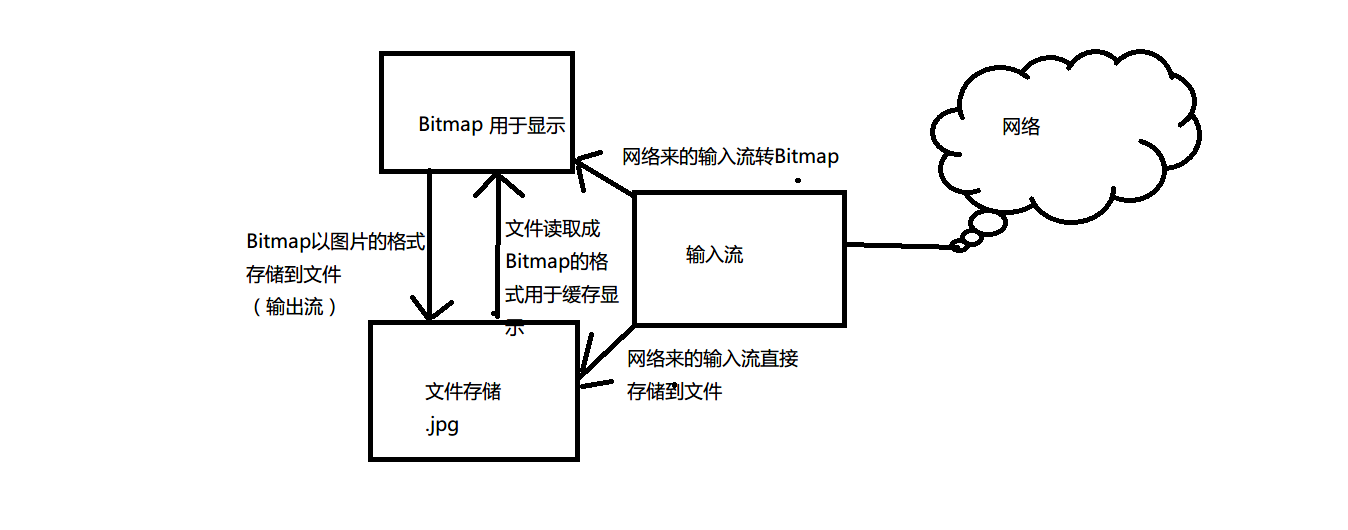 Bitmap 用于显示
网络
网络来的输入流转Bitmap
Bitmap以图片的格式
存储到文件
（输出流）
文件读取成
Bitmap的格
式用于缓存显
示
输入流
网络来的输入流直接
存储到文件
文件存储
.jpg